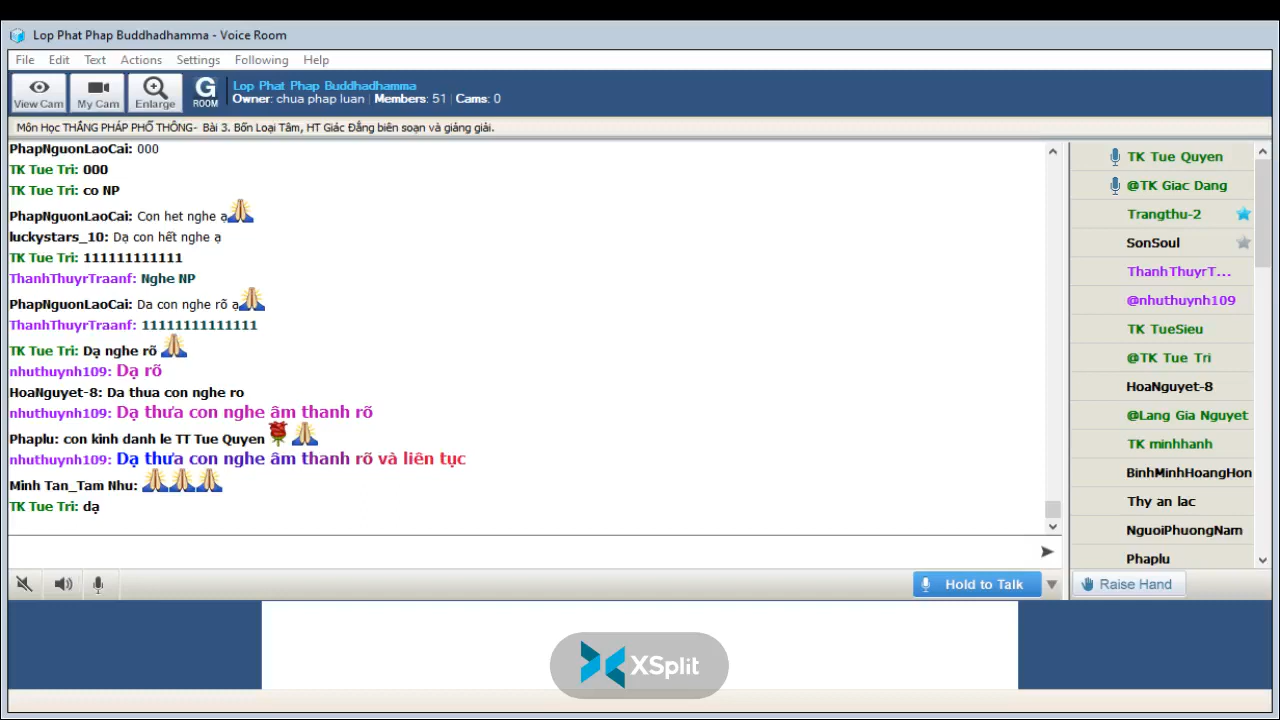 Lop Phat Phap Buddhadhamma - Voice Room
File Edit Text Actions Settings Following Help
View Cam My Cam Enlarge G ROOM
Lop Phat Phap Buddhadhamma
Owner: chua phap luan | Members: 51 | Cams: 0
Môn Học THẮNG PHÁP PHỔ THÔNG- Bài 3. Bốn Loại Tâm, HT Giác Đẳng biên soạn và giảng giải.
PhapNguonLaoCai: 000
TK Tue Tri: 000
TK Tue Tri: co NP
PhapNguonLaoCai: Con het nghe ạ
luckystars_10: Dạ con hết nghe ạ
TK Tue Tri: 111111111111
ThanhThuyrTraanf: Nghe NP
PhapNguonLaoCai: Da con nghe rõ ạ
ThanhThuyrTraanf: 11111111111111
TK Tue Tri: Dạ nghe rõ
nhuthuynh109: Dạ rõ
HoaNguyet-8: Da thua con nghe ro
nhuthuynh109: Dạ thưa con nghe âm thanh rõ
Phaplu: con kinh danh le TT Tue Quyen
nhuthuynh109: Dạ thưa con nghe âm thanh rõ và liên tục
Minh Tan_Tam Nhu:
TK Tue Tri: dạ
TK Tue Quyen
@TK Giac Dang
Trangthu-2
SonSoul
ThanhThuyrT...
@nhuthuynh109
TK TueSieu
@TK Tue Tri
HoaNguyet-8
@Lang Gia Nguyet
TK minhhanh
BinhMinhHoangHon
Thy an lac
NguoiPhuongNam
Phaplu
Hold to Talk
Raise Hand
XSplit